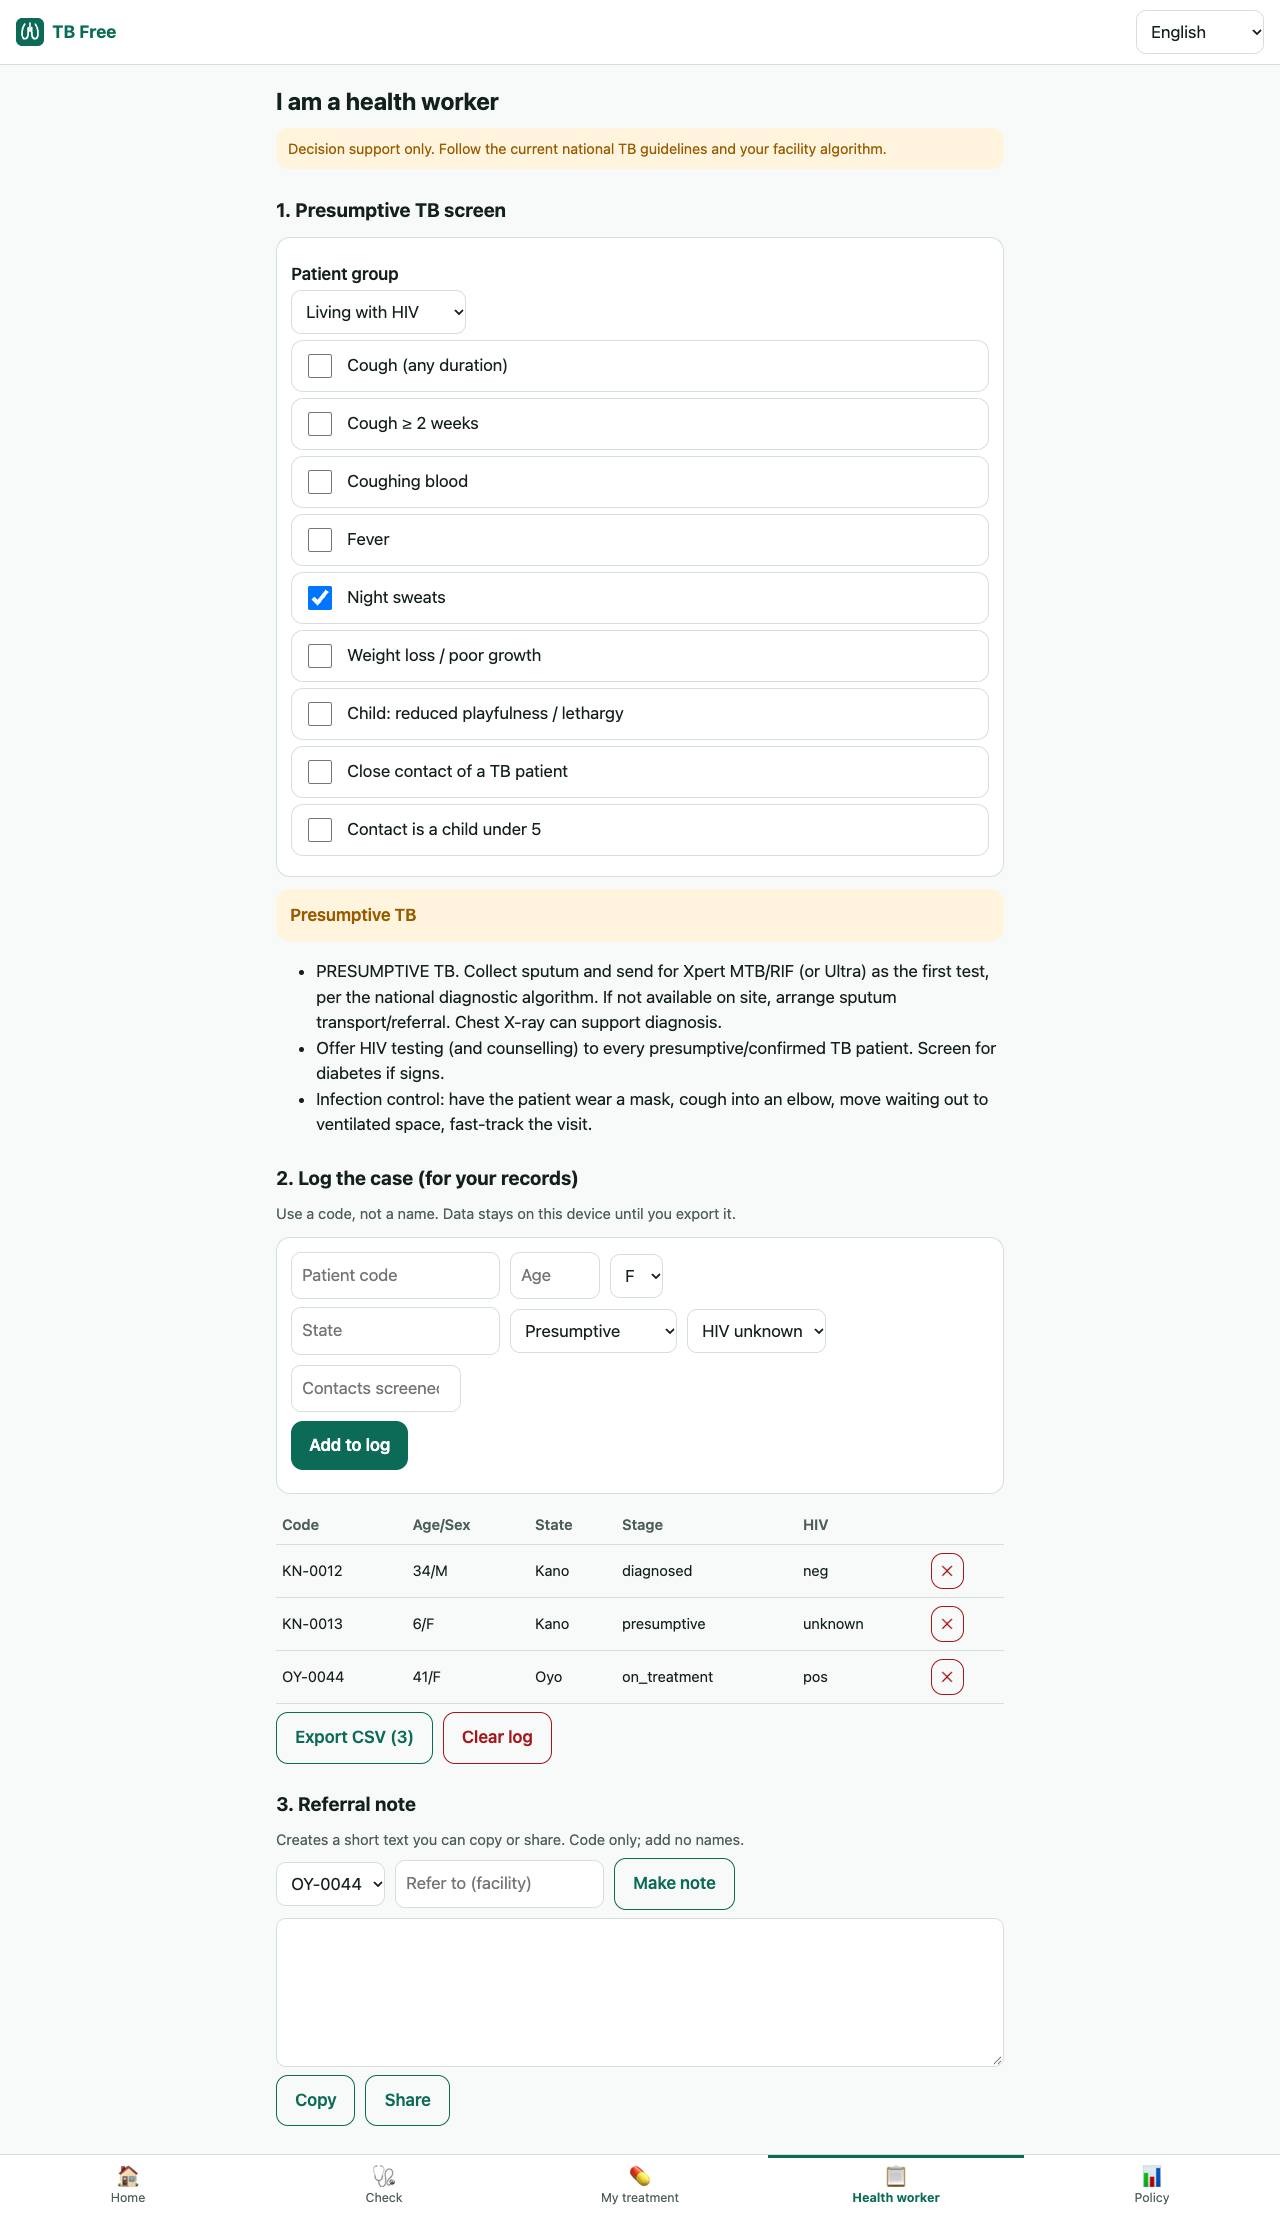 TB Free
English
I am a health worker
Decision support only. Follow the current national TB guidelines and your facility algorithm.
1. Presumptive TB screen
Patient group
Living with HIV
Cough (any duration)
Cough ≥ 2 weeks
Coughing blood
Fever
Night sweats
Weight loss / poor growth
Child: reduced playfulness / lethargy
Close contact of a TB patient
Contact is a child under 5
Presumptive TB
• PRESUMPTIVE TB. Collect sputum and send for Xpert MTB/RIF (or Ultra) as the first test,
per the national diagnostic algorithm. If not available on site, arrange sputum
transport/referral. Chest X-ray can support diagnosis.
• Offer HIV testing (and counselling) to every presumptive/confirmed TB patient. Screen for
diabetes if signs.
• Infection control: have the patient wear a mask, cough into an elbow, move waiting out to
ventilated space, fast-track the visit.
2. Log the case (for your records)
Use a code, not a name. Data stays on this device until you export it.
Patient code Age F
State Presumptive HIV unknown
Contacts screened
Add to log
Code Age/Sex State Stage HIV
KN-0012 34/M Kano diagnosed neg ×
KN-0013 6/F Kano presumptive unknown ×
OY-0044 41/F Oyo on_treatment pos ×
Export CSV (3) Clear log
3. Referral note
Creates a short text you can copy or share. Code only; add no names.
OY-0044 Refer to (facility) Make note
Copy Share
Home Check My treatment Health worker Policy